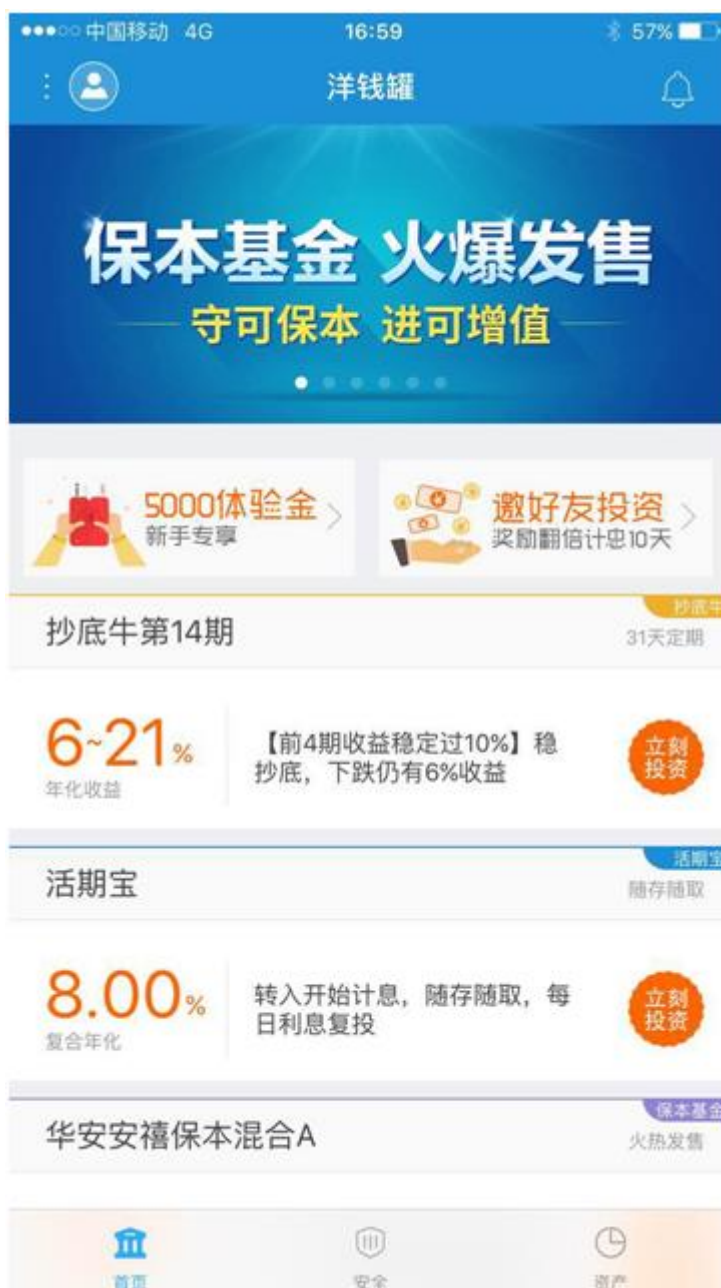 中国移动 4G 16:59 57%
洋钱罐
保本基金 火爆发售
守可保本 进可增值
5000体验金
新手专享
邀好友投资
奖励翻倍计息10天
抄底牛
抄底牛第14期
31天定期
6~21%
年化收益
【前4期收益稳定过10%】稳
抄底，下跌仍有6%收益
立刻
投资
活期宝
活期宝
随存随取
8.00%
复合年化
转入开始计息，随存随取，每
日利息复投
立刻
投资
保本基金
华安安禧保本混合A
火热发售
首页 安全 资产